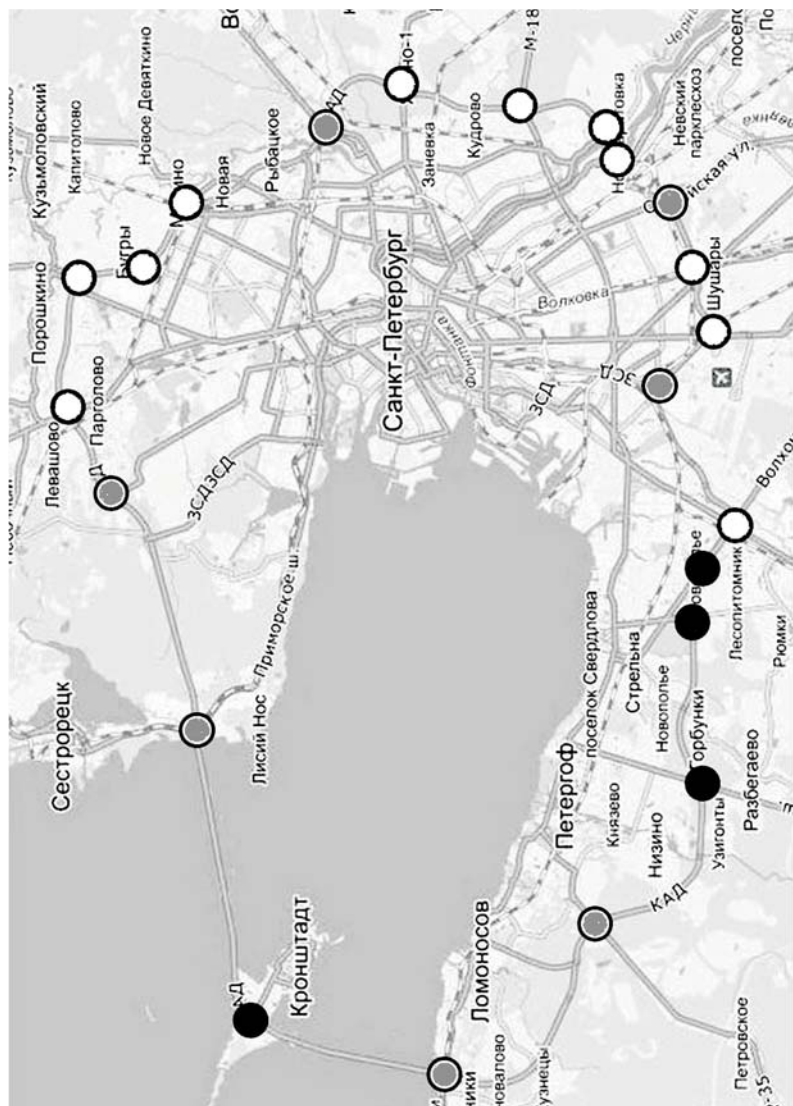 Кузьмоловский
Капитолово
Новое Девяткино
Порошкино
Бугры
Новая
Рыбацкое
Левашово
Парголово
ЗСДЗСД
Сестрорецк
Лисий Нос
Приморское ш.
Кронштадт
Санкт-Петербург
Заневка
Кудрово
М-18
Невский
парклесхоз
Волковка
Фонтанка
Шушары
ЗСД
ЗСД
поселок Свердлова
Стрельна
Новополье
Лесопитомник
Рюмки
Горбунки
Разбегаево
Петергоф
Князево
Низино
Узигонты
КАД
Ломоносов
Петровское